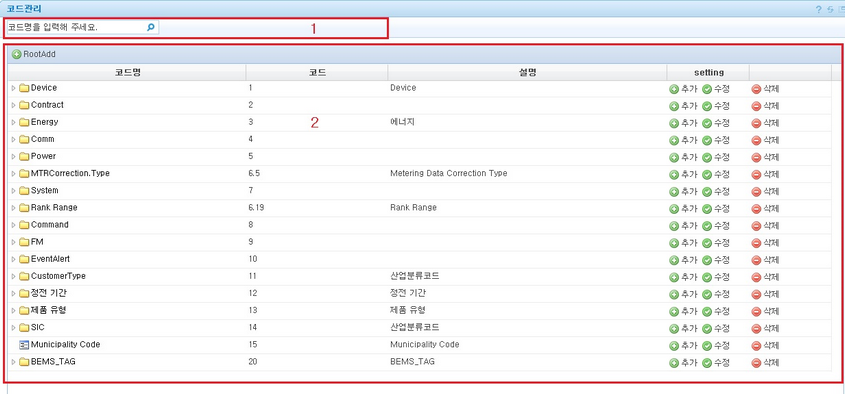 코드관리
코드명을 입력해 주세요.
1
RootAdd
코드명 코드 설명 setting
Device 1 Device 추가 수정 삭제
Contract 2 추가 수정 삭제
Energy 3 에너지 추가 수정 삭제
2
Comm 4 추가 수정 삭제
Power 5 추가 수정 삭제
MTRCorrection.Type 6.5 Metering Data Correction Type 추가 수정 삭제
System 7 추가 수정 삭제
Rank Range 6.19 Rank Range 추가 수정 삭제
Command 8 추가 수정 삭제
FM 9 추가 수정 삭제
EventAlert 10 추가 수정 삭제
CustomerType 11 산업분류코드 추가 수정 삭제
정전 기간 12 정전 기간 추가 수정 삭제
제품 유형 13 제품 유형 추가 수정 삭제
SIC 14 산업분류코드 추가 수정 삭제
Municipality Code 15 Municipality Code 추가 수정 삭제
BEMS_TAG 20 BEMS_TAG 추가 수정 삭제